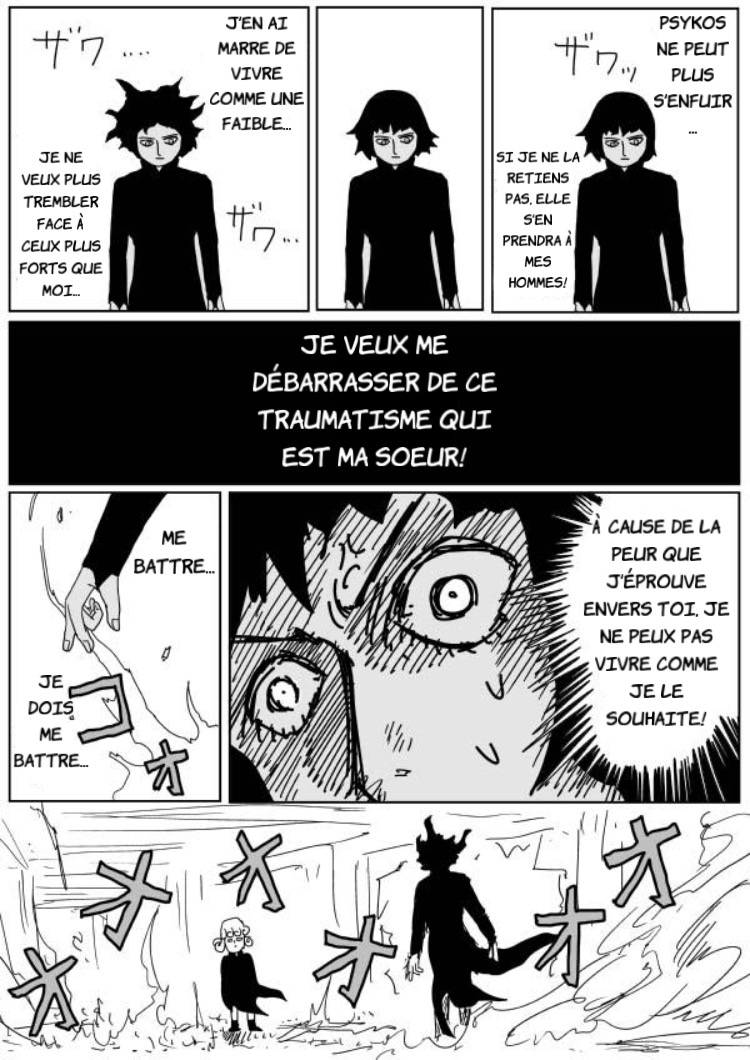 PSYKOS
NE PEUT
PLUS
S'ENFUIR
...
ザワッ
SI JE NE LA
RETIENS
PAS, ELLE
S'EN
PRENDRA À
MES
HOMMES!
J'EN AI
MARRE DE
VIVRE
COMME UNE
FAIBLE...
ザワ....
JE NE
VEUX PLUS
TREMBLER
FACE À
CEUX PLUS
FORTS QUE
MOI...
ザワ...
JE VEUX ME
DÉBARRASSER DE CE
TRAUMATISME QUI
EST MA SOEUR!
À CAUSE DE LA
PEUR QUE
J'ÉPROUVE
ENVERS TOI, JE
NE PEUX PAS
VIVRE COMME
JE LE
SOUHAITE!
ME
BATTRE...
JE
DOIS
ME
BATTRE...
コ
オ
オ
オ
オ
オ
オ
オ